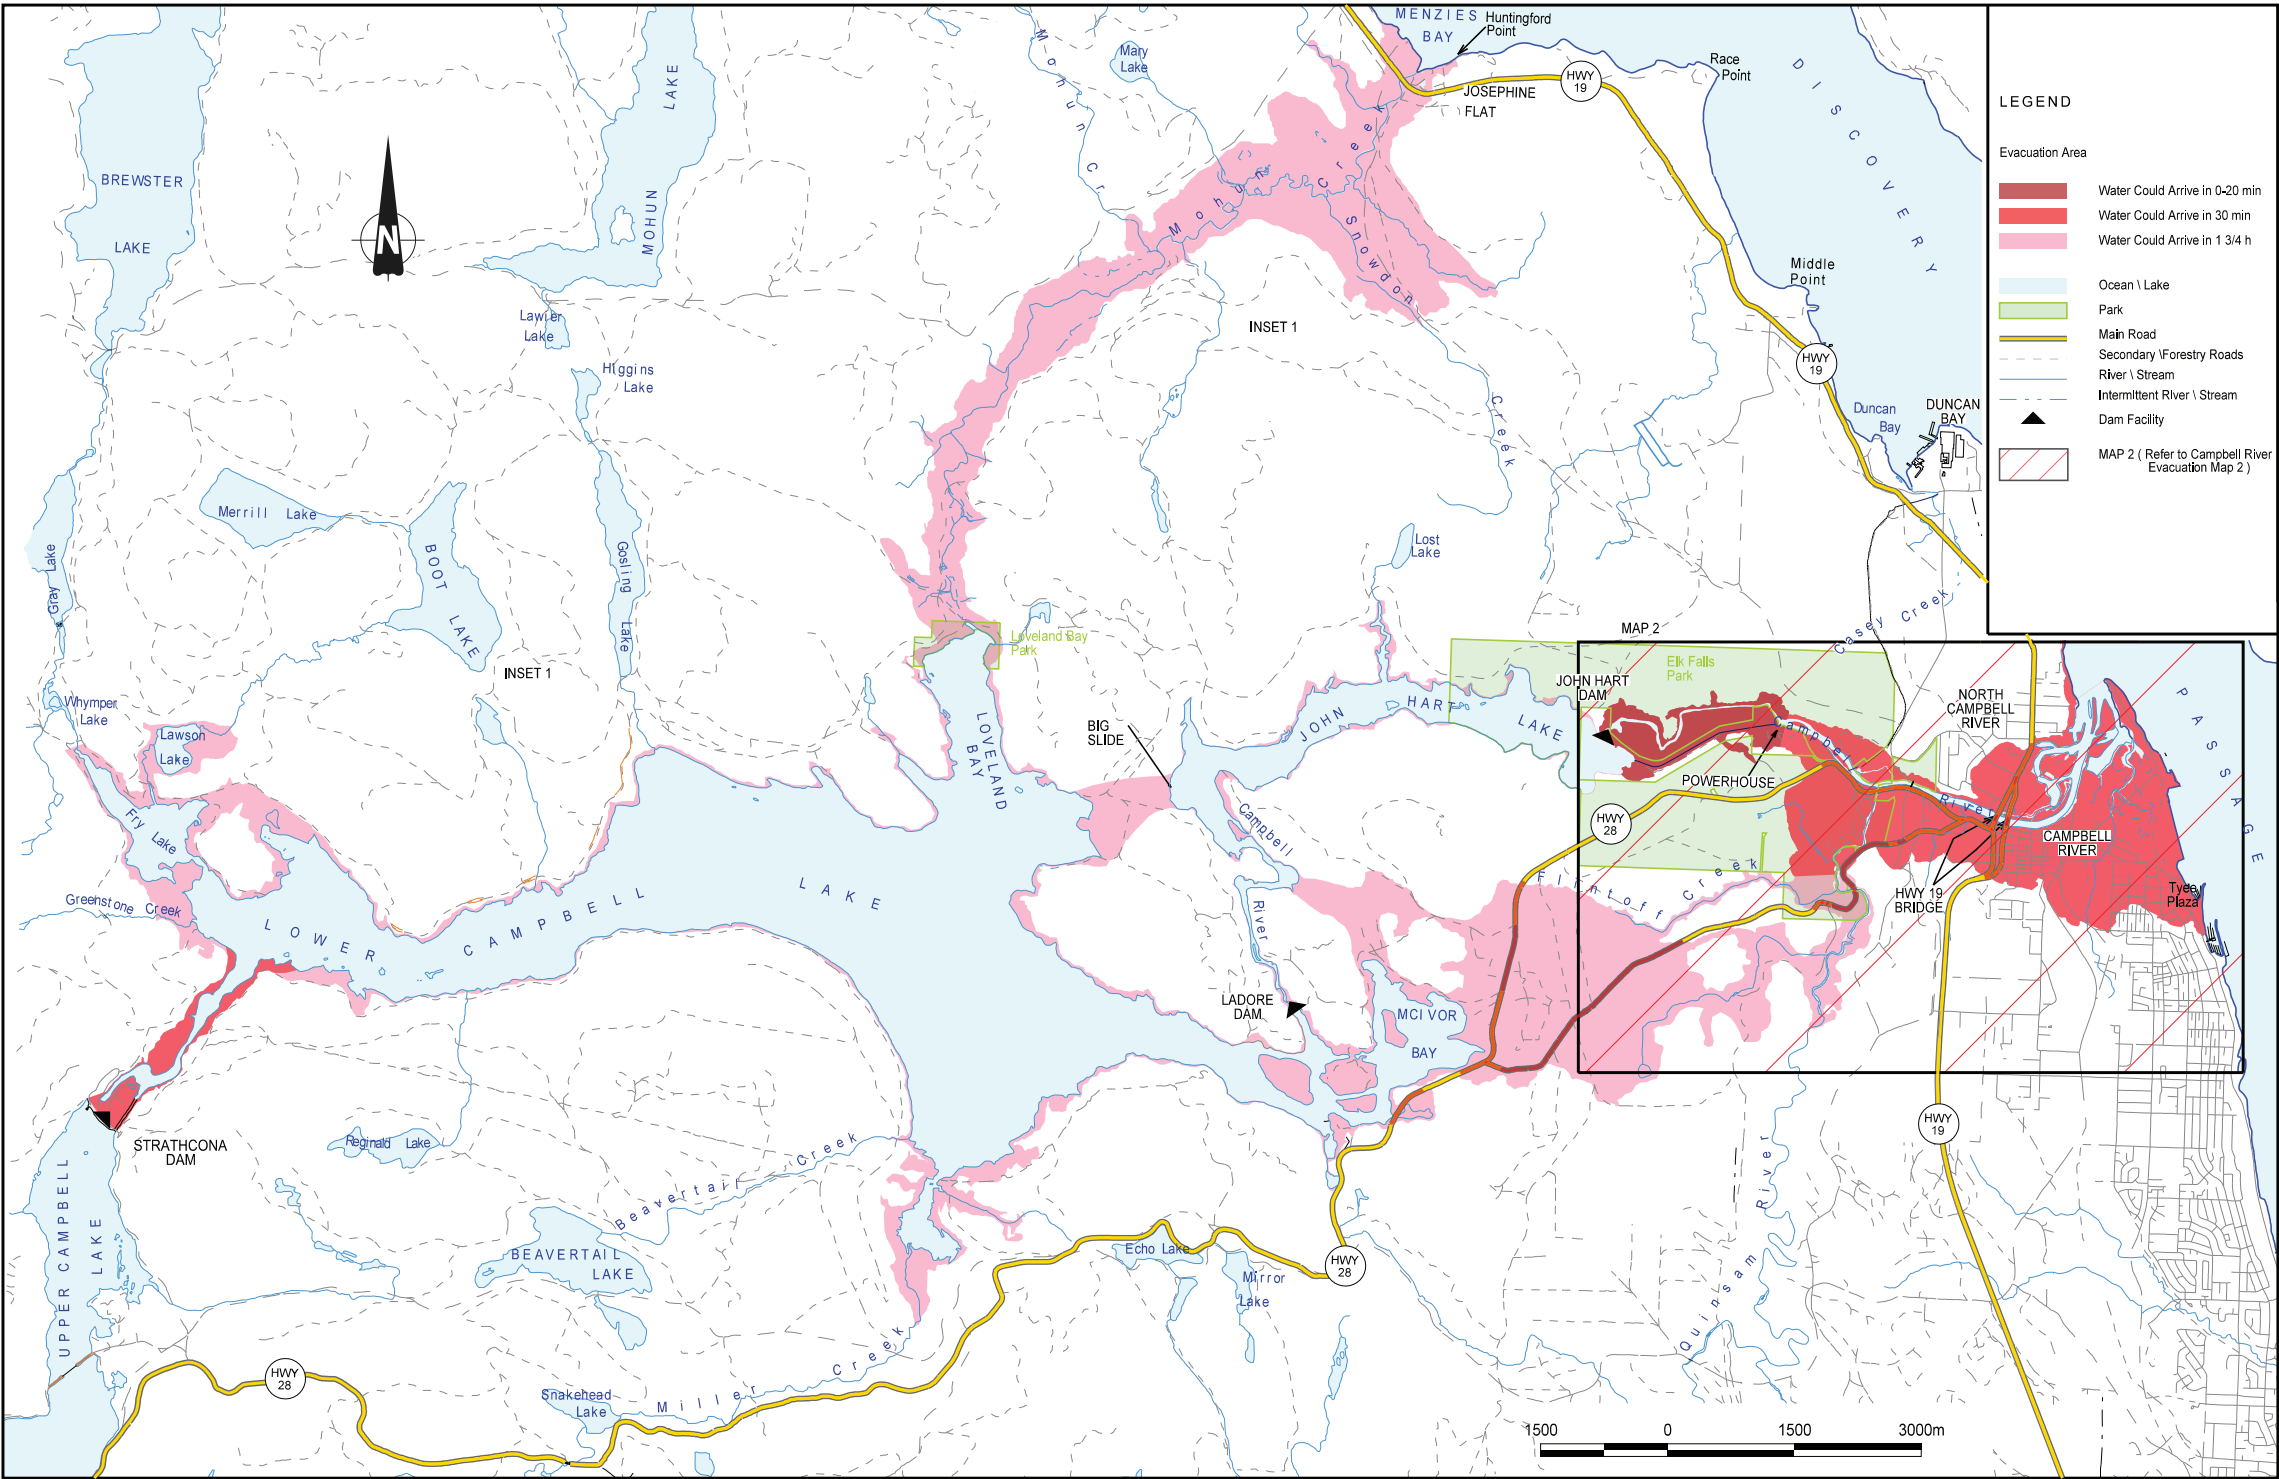 MENZIES
BAY
Huntingford
Point
Race
Point
Mary
Lake
Mohun Cr
JOSEPHINE
FLAT
HWY
19
DISCOVERY
LEGEND
Evacuation Area
Water Could Arrive in 0-20 min
Water Could Arrive in 30 min
Water Could Arrive in 1 3/4 h
Ocean \ Lake
Park
Main Road
Secondary \Forestry Roads
River \ Stream
Intermittent River \ Stream
Dam Facility
MAP 2 ( Refer to Campbell River
Evacuation Map 2 )
BREWSTER
LAKE
N
MOHUN LAKE
Mohun Creek
Snowdon
Creek
Middle
Point
HWY
19
Lawier
Lake
Higgins
Lake
INSET 1
Duncan
Bay
DUNCAN
BAY
Merrill Lake
BOOT
LAKE
Gosling
Lake
Gray Lake
Lost
Lake
Casey Creek
INSET 1
Whymper
Lake
Lawson
Lake
Loveland Bay
Park
LOVELAND
BAY
BIG
SLIDE
JOHN HART LAKE
MAP 2
Elk Falls
Park
JOHN HART
DAM
NORTH
CAMPBELL
RIVER
PASSAGE
Campbell
River
POWERHOUSE
HWY
28
CAMPBELL
RIVER
HWY 19
BRIDGE
Tyee
Plaza
Flintoff Creek
Fry Lake
Greenstone Creek
LOWER CAMPBELL LAKE
Campbell
River
LADORE
DAM
MCIVOR
BAY
STRATHCONA
DAM
UPPER CAMPBELL
LAKE
Reginald Lake
Beavertail Creek
BEAVERTAIL
LAKE
Echo Lake
Mirror
Lake
HWY
28
HWY
19
Quinsam River
HWY
28
Snakehead
Lake
Miller Creek
1500 0 1500 3000m